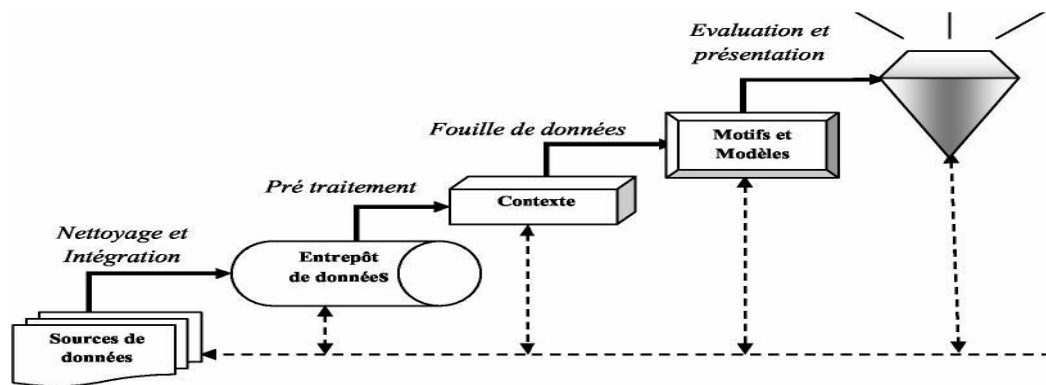 Evaluation et
présentation
Fouille de données
Motifs et
Modèles
Pré traitement
Contexte
Nettoyage et
Intégration
Entrepôt
de données
Sources de
données